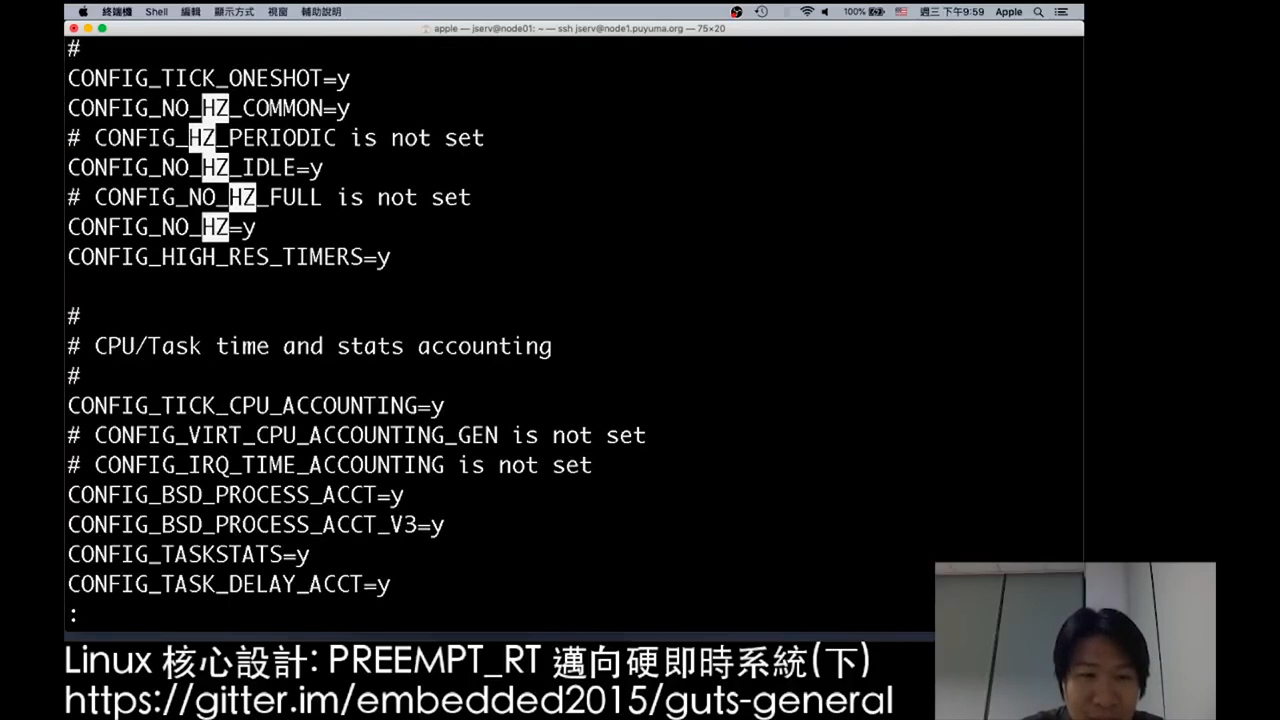 終端機 Shell 編輯 顯示方式 視窗 輔助說明 100% 週三 下午9:59 Apple
apple — jserv@node01: ~ — ssh jserv@node1.puyuma.org — 75×20
#
CONFIG_TICK_ONESHOT=y
CONFIG_NO_HZ_COMMON=y
# CONFIG_HZ_PERIODIC is not set
CONFIG_NO_HZ_IDLE=y
# CONFIG_NO_HZ_FULL is not set
CONFIG_NO_HZ=y
CONFIG_HIGH_RES_TIMERS=y
#
# CPU/Task time and stats accounting
#
CONFIG_TICK_CPU_ACCOUNTING=y
# CONFIG_VIRT_CPU_ACCOUNTING_GEN is not set
# CONFIG_IRQ_TIME_ACCOUNTING is not set
CONFIG_BSD_PROCESS_ACCT=y
CONFIG_BSD_PROCESS_ACCT_V3=y
CONFIG_TASKSTATS=y
CONFIG_TASK_DELAY_ACCT=y
:
Linux 核心設計: PREEMPT_RT 邁向硬即時系統(下)
https://gitter.im/embedded2015/guts-general